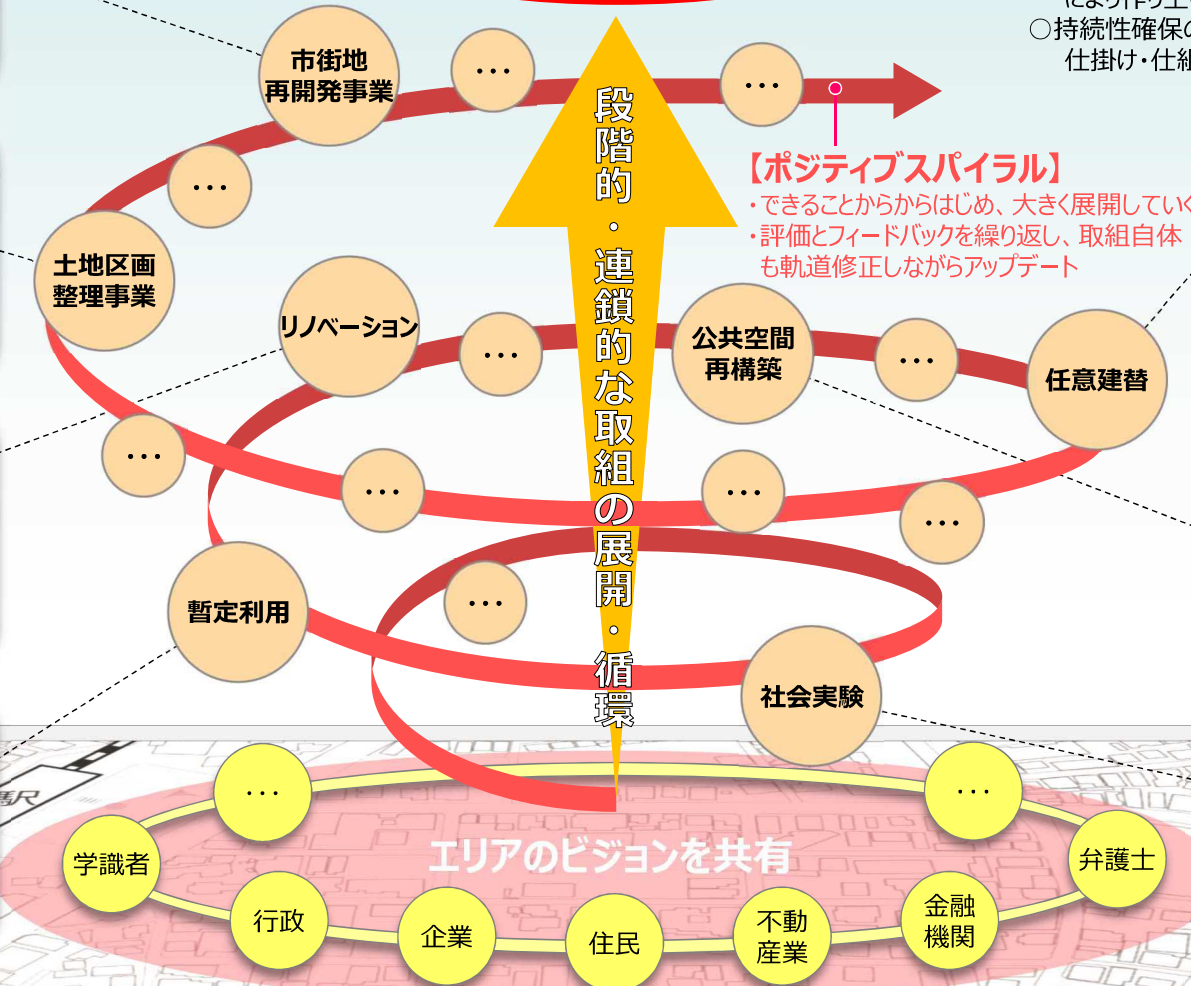 により作り上
○持続性確保の
仕掛け・仕組
市街地
再開発事業
…
…
…
【ポジティブスパイラル】
・できることからからはじめ、大きく展開していく
・評価とフィードバックを繰り返し、取組自体
も軌道修正しながらアップデート
段階的・連鎖的な取組の展開・循環
土地区画
整理事業
リノベーション
…
公共空間
再構築
…
任意建替
…
…
…
…
…
暫定利用
社会実験
駅
…
…
エリアのビジョンを共有
学識者
行政
企業
住民
不動
産業
金融
機関
弁護士